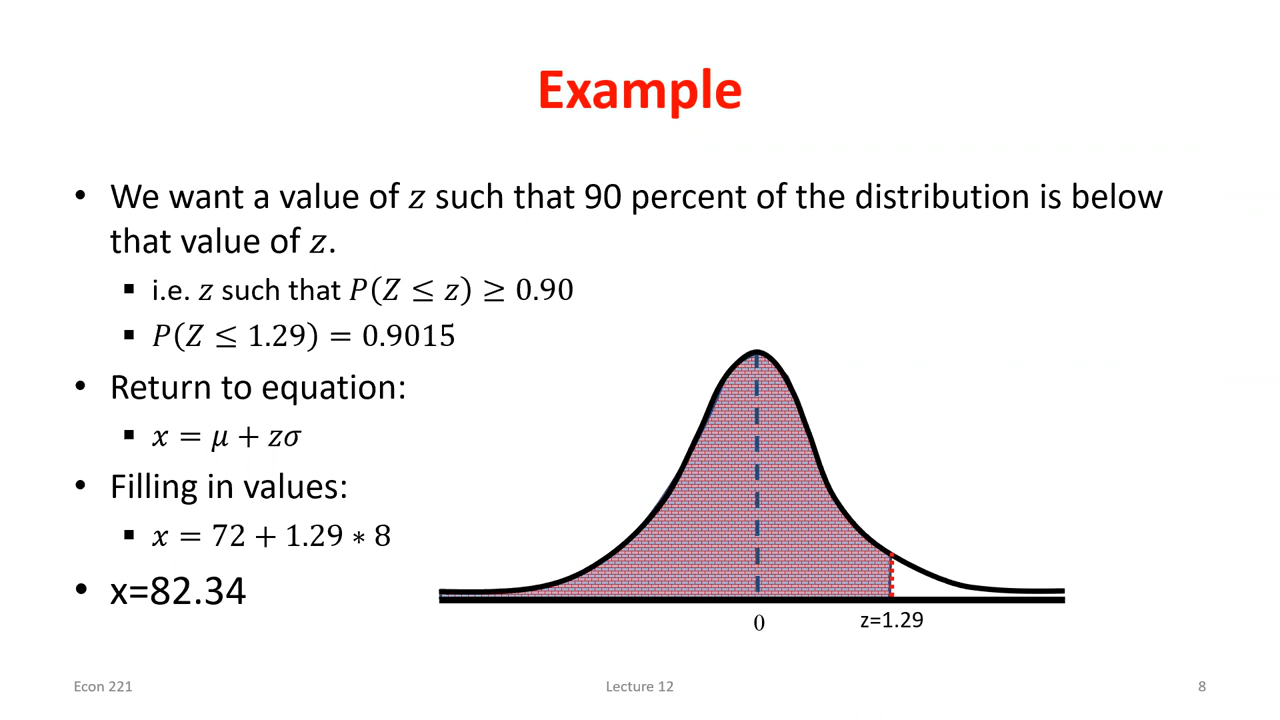 Example
• We want a value of z such that 90 percent of the distribution is below
that value of z.
▪ i.e. z such that P(Z ≤ z) ≥ 0.90
▪ P(Z ≤ 1.29) = 0.9015
• Return to equation:
▪ x = μ + zσ
• Filling in values:
▪ x = 72 + 1.29 ∗ 8
• x=82.34
0
z=1.29
Econ 221
Lecture 12
8